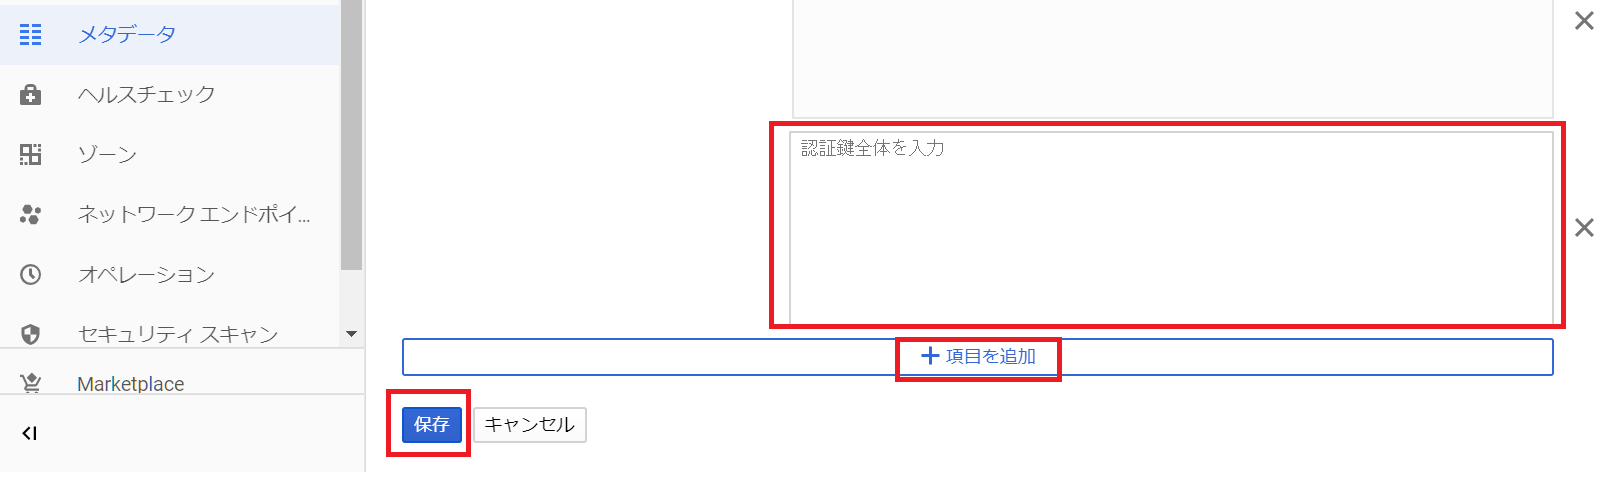 メタデータ
ヘルスチェック
ゾーン
ネットワーク エンドポイ...
オペレーション
セキュリティ スキャン
Marketplace
認証鍵全体を入力
項目を追加
保存
キャンセル